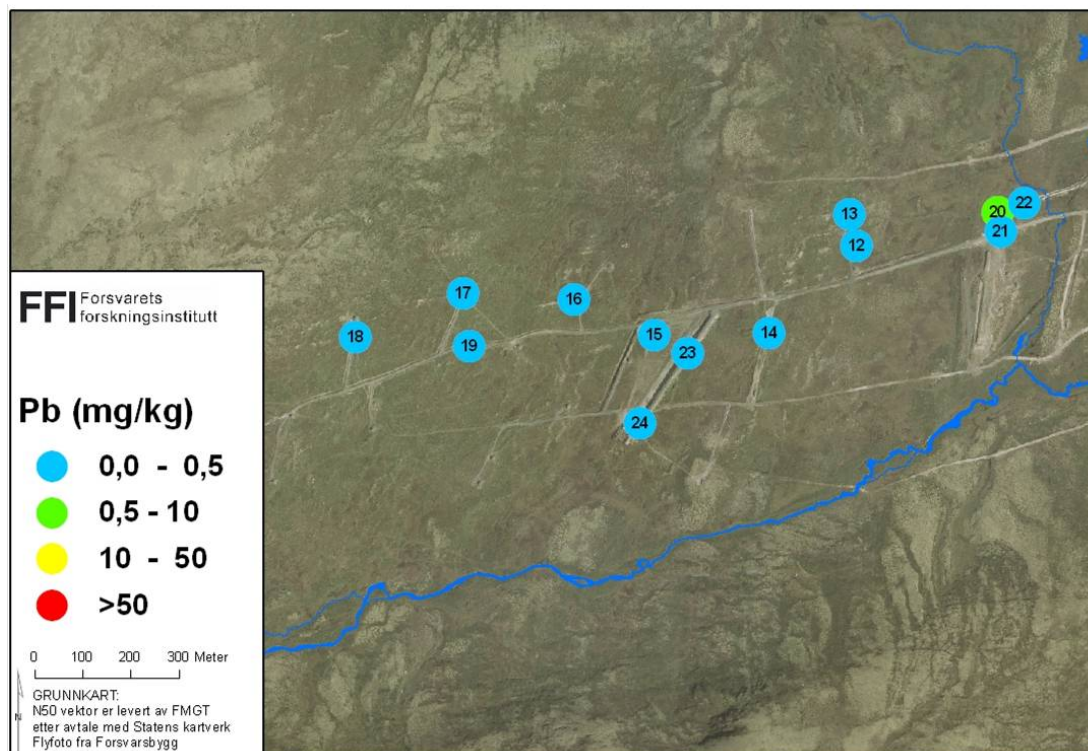 22
13
20
21
12
17
16
18
19
15
14
23
24
FFI Forsvarets
forskningsinstitutt
Pb (mg/kg)
0,0 - 0,5
0,5 - 10
10 - 50
>50
0 100 200 300 Meter
GRUNNKART:
N50 vektor er levert av FMGT
etter avtale med Statens kartverk
Flyfoto fra Forsvarsbygg
N